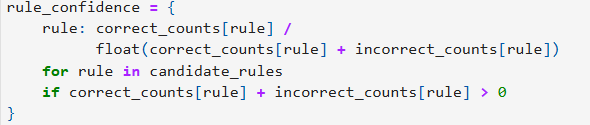 rule_confidence = {
    rule: correct_counts[rule] /
          float(correct_counts[rule] + incorrect_counts[rule])
    for rule in candidate_rules
    if correct_counts[rule] + incorrect_counts[rule] > 0
}